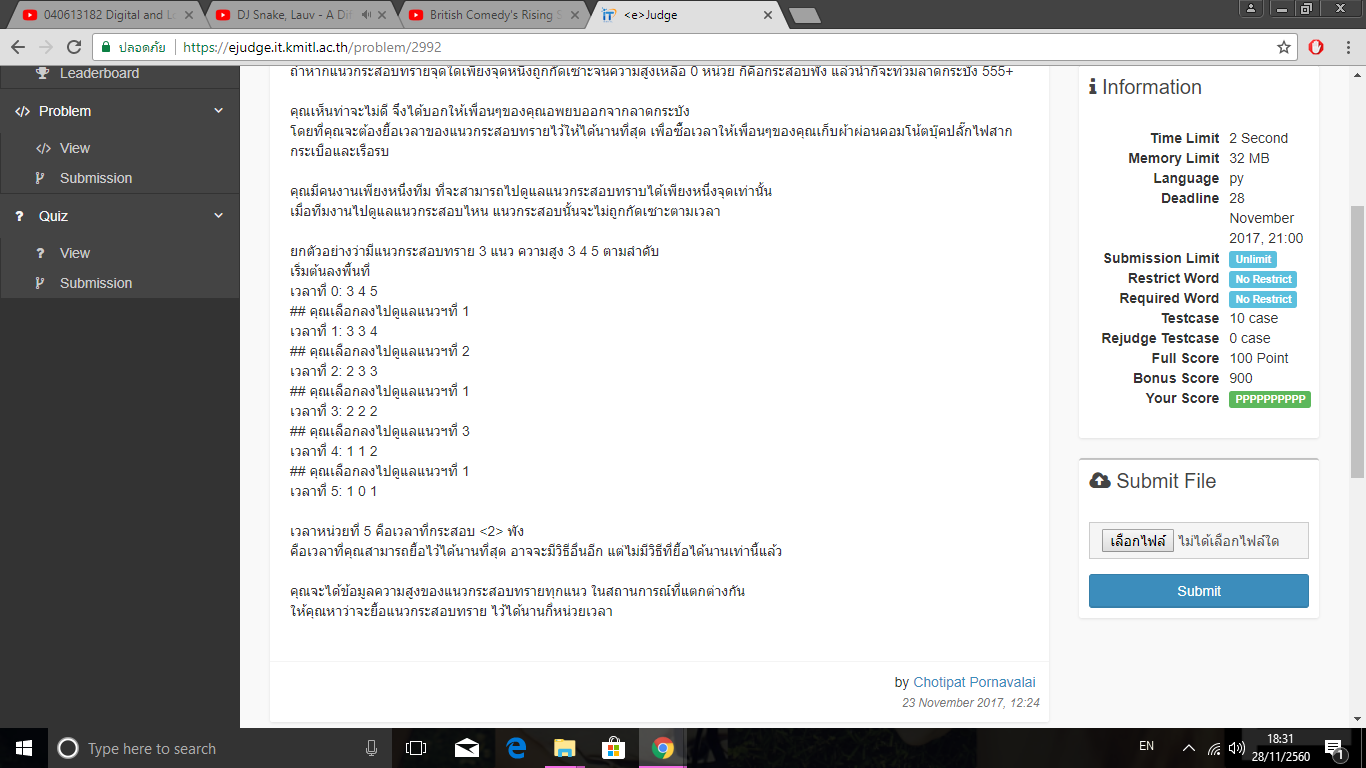 040613182 Digital and Lo
DJ Snake, Lauv - A Dif
British Comedy's Rising S
<e>Judge
ปลอดภัย
https://ejudge.it.kmitl.ac.th/problem/2992
Leaderboard
Problem
View
Submission
Quiz
View
Submission
ถ้าหากแนวกระสอบทรายจุดใดเพียงจุดหนึ่งถูกกัดเซาะจนความสูงเหลือ 0 หน่วย ก็คือกระสอบพัง แล้วน้ำก็จะท่วมลาดกระบัง 555+
คุณเห็นท่าจะไม่ดี จึงได้บอกให้เพื่อนๆของคุณอพยบออกจากลาดกระบัง
โดยที่คุณจะต้องยื้อเวลาของแนวกระสอบทรายไว้ให้ได้นานที่สุด เพื่อซื้อเวลาให้เพื่อนๆของคุณเก็บผ้าผ่อนคอมโน้ตบุ๊คปลั๊กไฟสาก
กระเบือและเรือรบ
คุณมีคนงานเพียงหนึ่งทีม ที่จะสามารถไปดูแลแนวกระสอบทราบได้เพียงหนึ่งจุดเท่านั้น
เมื่อทีมงานไปดูแลแนวกระสอบไหน แนวกระสอบนั้นจะไม่ถูกกัดเซาะตามเวลา
ยกตัวอย่างว่ามีแนวกระสอบทราย 3 แนว ความสูง 3 4 5 ตามลำดับ
เริ่มต้นลงพื้นที่
เวลาที่ 0: 3 4 5
## คุณเลือกลงไปดูแลแนวฯที่ 1
เวลาที่ 1: 3 3 4
## คุณเลือกลงไปดูแลแนวฯที่ 2
เวลาที่ 2: 2 3 3
## คุณเลือกลงไปดูแลแนวฯที่ 1
เวลาที่ 3: 2 2 2
## คุณเลือกลงไปดูแลแนวฯที่ 3
เวลาที่ 4: 1 1 2
## คุณเลือกลงไปดูแลแนวฯที่ 1
เวลาที่ 5: 1 0 1
เวลาหน่วยที่ 5 คือเวลาที่กระสอบ <2> พัง
คือเวลาที่คุณสามารถยื้อไว้ได้นานที่สุด อาจจะมีวิธีอื่นอีก แต่ไม่มีวิธีที่ยื้อได้นานเท่านี้แล้ว
คุณจะได้ข้อมูลความสูงของแนวกระสอบทรายทุกแนว ในสถานการณ์ที่แตกต่างกัน
ให้คุณหาว่าจะยื้อแนวกระสอบทราย ไว้ได้นานกี่หน่วยเวลา
by Chotipat Pornavalai
23 November 2017, 12:24
Information
Time Limit 2 Second
Memory Limit 32 MB
Language py
Deadline 28
November
2017, 21:00
Submission Limit Unlimit
Restrict Word No Restrict
Required Word No Restrict
Testcase 10 case
Rejudge Testcase 0 case
Full Score 100 Point
Bonus Score 900
Your Score PPPPPPPPPP
Submit File
เลือกไฟล์ ไม่ได้เลือกไฟล์ใด
Submit
Type here to search
EN
18:31
28/11/2560
1